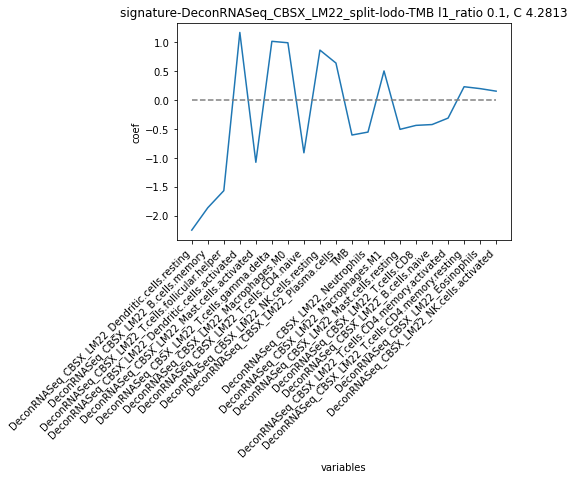 signature-DeconRNASeq_CBSX_LM22_split-lodo-TMB l1_ratio 0.1, C 4.2813
1.0
0.5
0.0
−0.5
−1.0
−1.5
−2.0
coef
DeconRNASeq_CBSX_LM22_Dendritic.cells.resting
DeconRNASeq_CBSX_LM22_B.cells.memory
DeconRNASeq_CBSX_LM22_T.cells.follicular.helper
DeconRNASeq_CBSX_LM22_Dendritic.cells.activated
DeconRNASeq_CBSX_LM22_Mast.cells.activated
DeconRNASeq_CBSX_LM22_T.cells.gamma.delta
DeconRNASeq_CBSX_LM22_Macrophages.M0
DeconRNASeq_CBSX_LM22_T.cells.CD4.naive
DeconRNASeq_CBSX_LM22_NK.cells.resting
DeconRNASeq_CBSX_LM22_Plasma.cells
TMB
DeconRNASeq_CBSX_LM22_Neutrophils
DeconRNASeq_CBSX_LM22_Macrophages.M1
DeconRNASeq_CBSX_LM22_Mast.cells.resting
DeconRNASeq_CBSX_LM22_T.cells.CD8
DeconRNASeq_CBSX_LM22_B.cells.naive
DeconRNASeq_CBSX_LM22_T.cells.CD4.memory.activated
DeconRNASeq_CBSX_LM22_T.cells.CD4.memory.resting
DeconRNASeq_CBSX_LM22_Eosinophils
DeconRNASeq_CBSX_LM22_NK.cells.activated
variables